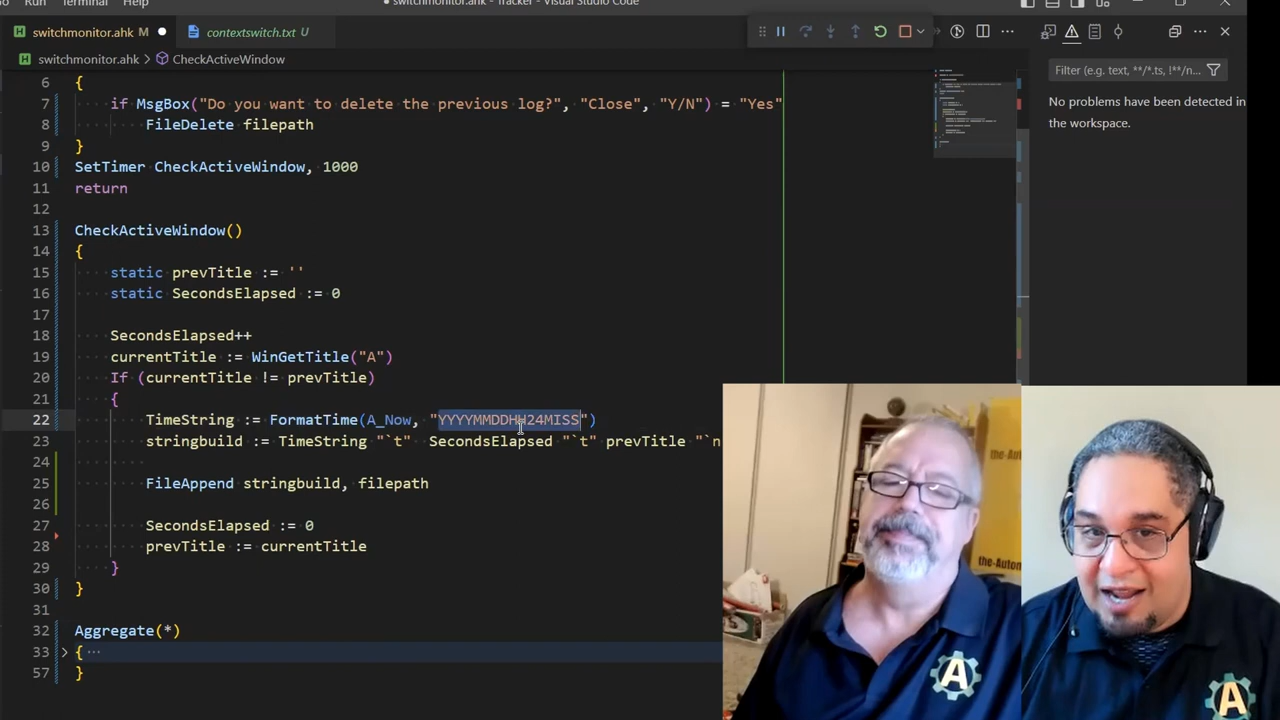 Run Terminal Help
switchmonitor.ahk - Tracker - Visual Studio Code
switchmonitor.ahk M
contextswitch.txt U
switchmonitor.ahk > CheckActiveWindow
Filter (e.g. text, **/*.ts, !**/n...
No problems have been detected in
the workspace.
6 {
7 if MsgBox("Do you want to delete the previous log?", "Close", "Y/N") = "Yes"
8 FileDelete filepath
9 }
10 SetTimer CheckActiveWindow, 1000
11 return
12
13 CheckActiveWindow()
14 {
15 static prevTitle := ''
16 static SecondsElapsed := 0
17
18 SecondsElapsed++
19 currentTitle := WinGetTitle("A")
20 If (currentTitle != prevTitle)
21 {
22 TimeString := FormatTime(A_Now, "YYYYMMDDHH24MISS")
23 stringbuild := TimeString "`t" SecondsElapsed "`t" prevTitle "`n
24
25 FileAppend stringbuild, filepath
26
27 SecondsElapsed := 0
28 prevTitle := currentTitle
29 }
30 }
31
32 Aggregate(*)
33 { ...
57 }
the-Autom
the-Au
A
A